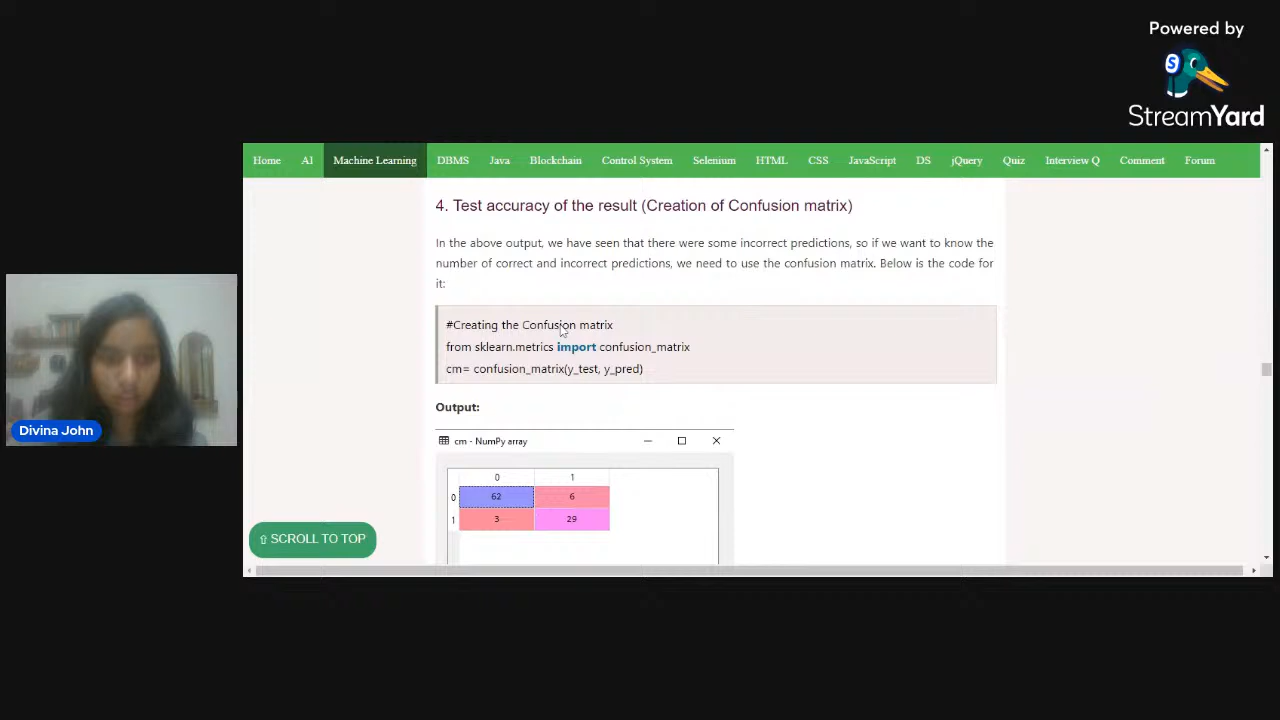 Powered by
S
StreamYard
Home AI Machine Learning DBMS Java Blockchain Control System Selenium HTML CSS JavaScript DS jQuery Quiz Interview Q Comment Forum
4. Test accuracy of the result (Creation of Confusion matrix)
In the above output, we have seen that there were some incorrect predictions, so if we want to know the
number of correct and incorrect predictions, we need to use the confusion matrix. Below is the code for
it:
#Creating the Confusion matrix
from sklearn.metrics import confusion_matrix
cm= confusion_matrix(y_test, y_pred)
Output:
cm - NumPy array
0 1
0 62 6
1 3 29
⇧ SCROLL TO TOP
Divina John